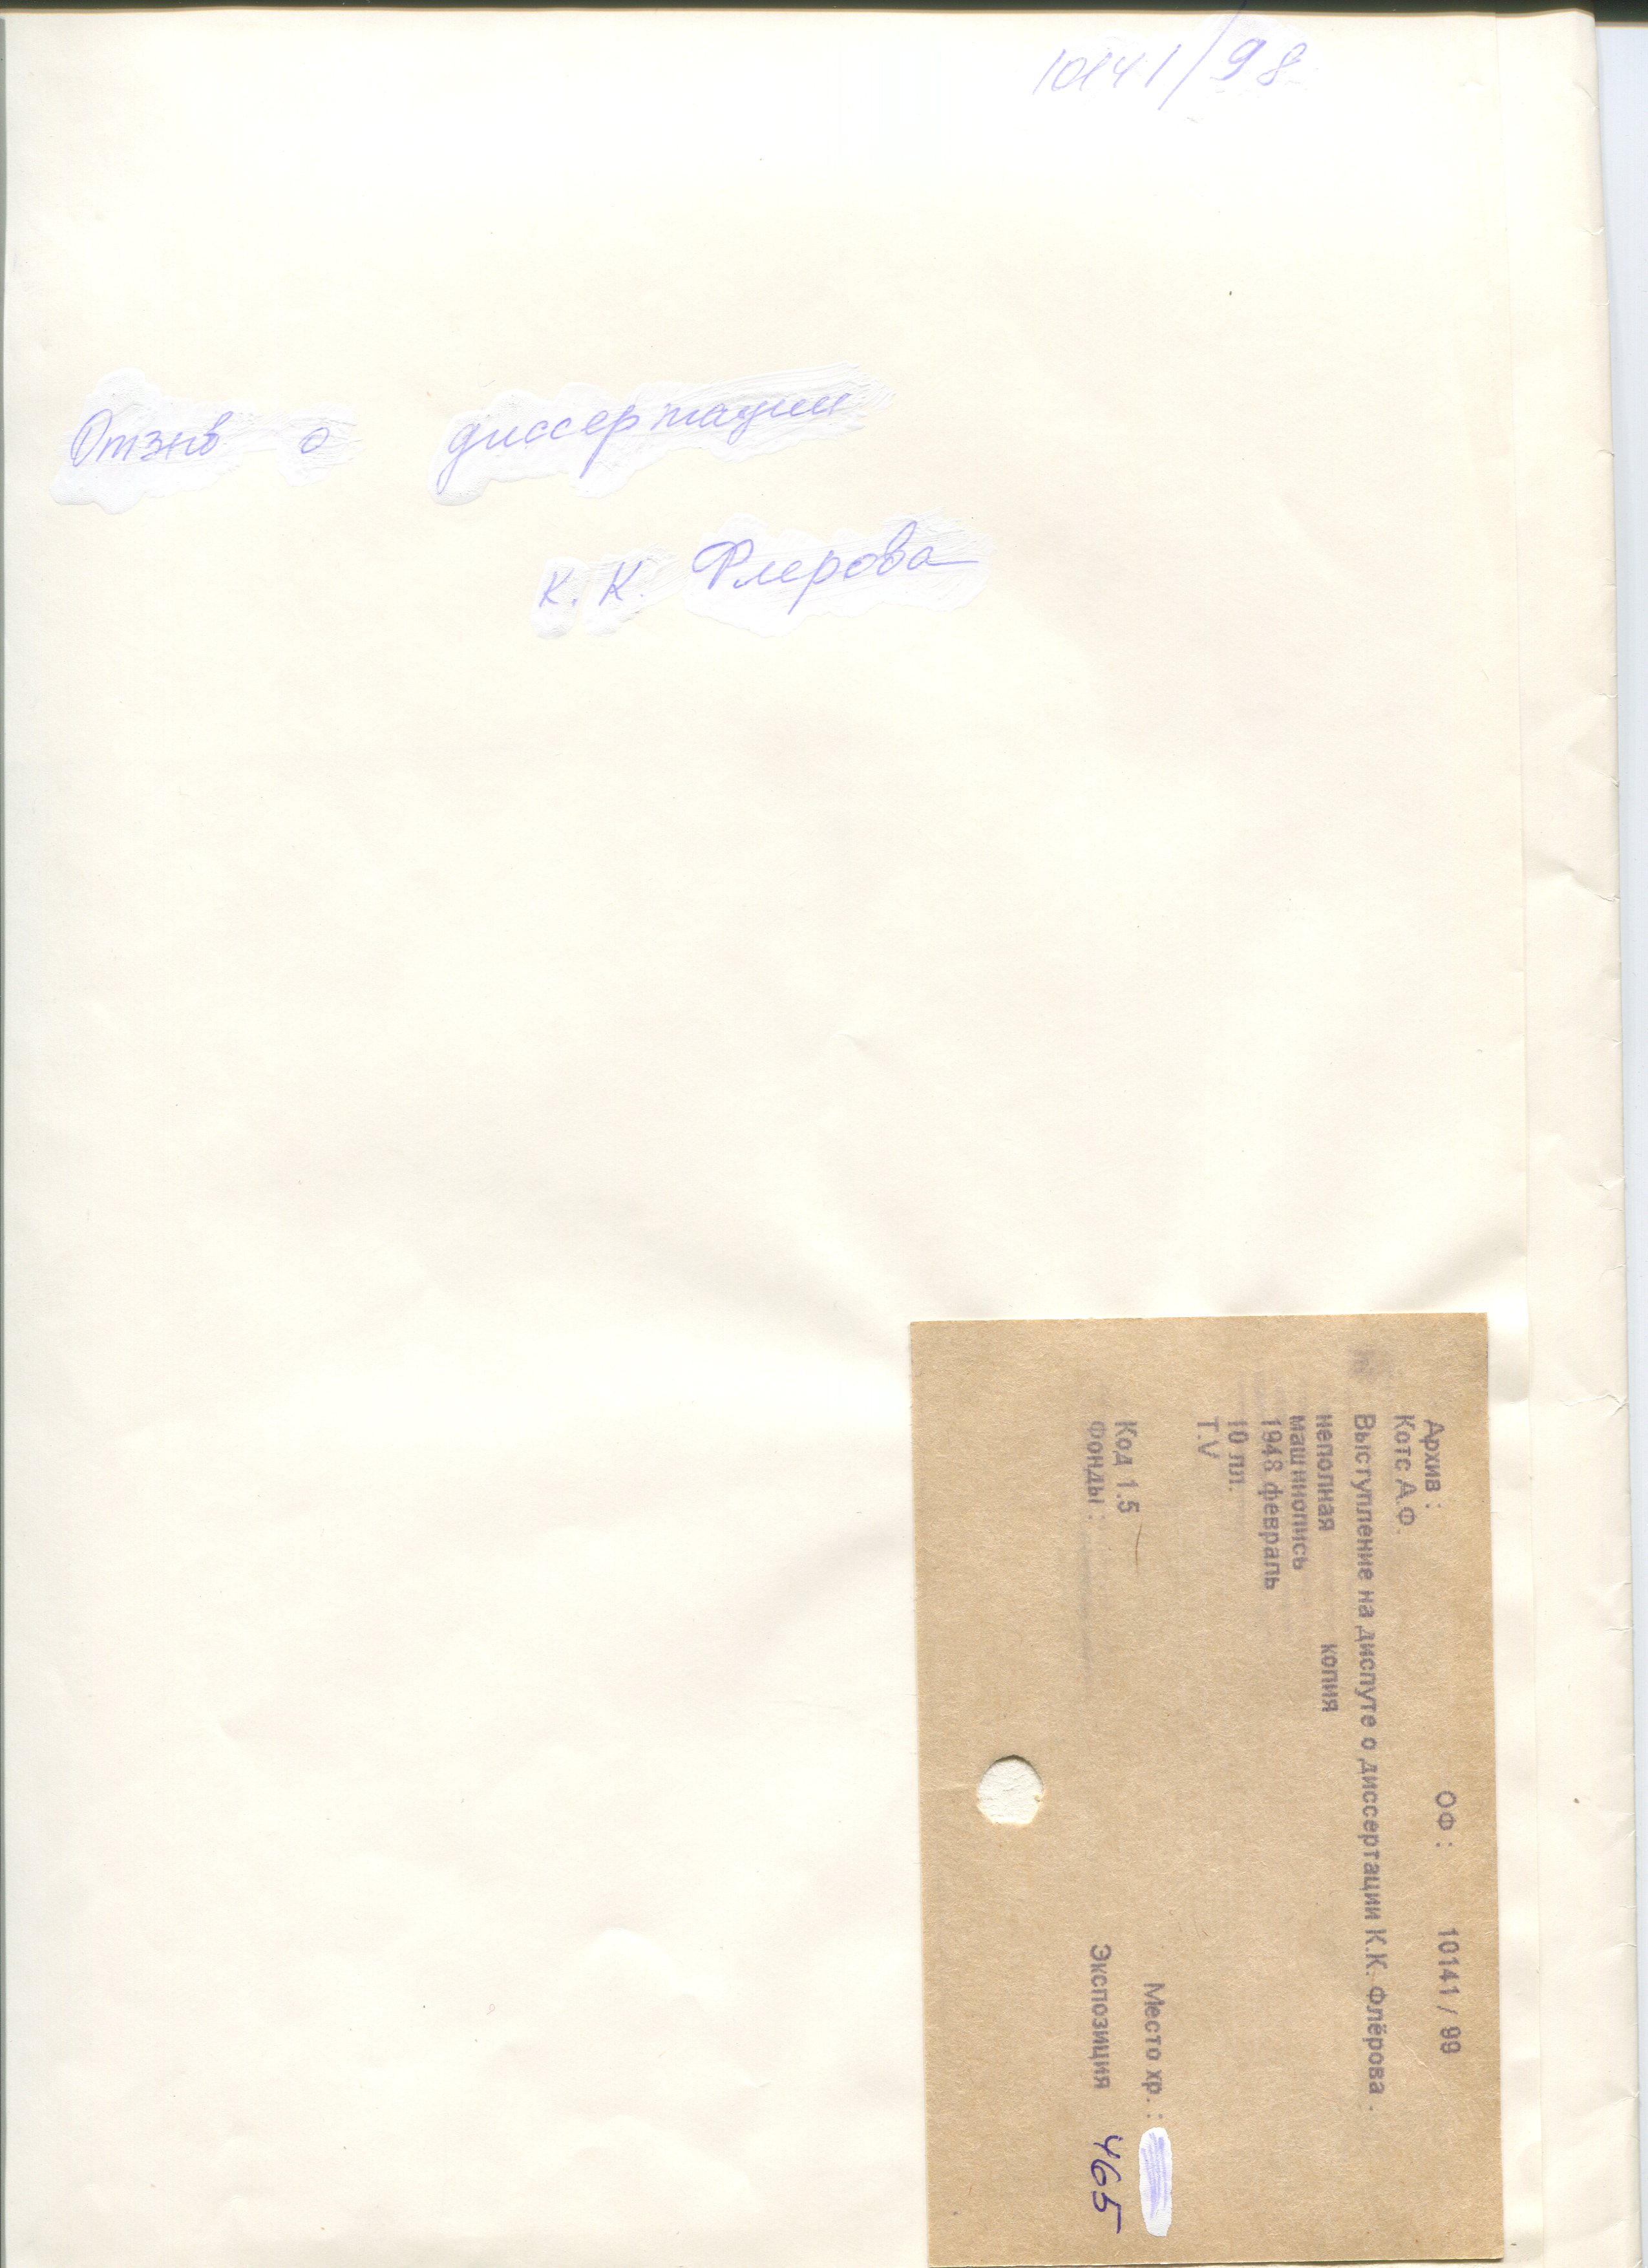 10141/98
Отзыв о диссертации
К. К. Флерова
Архив : ОФ : 10141 / 99
Котс А.Ф.
Выступление на диспуте о диссертации К.К. Флёрова .
неполная копия
машинопись
1948 февраль
10 лл.
Т.V
Место хр. :
Код 1.5
Фонды : Экспозиция 465